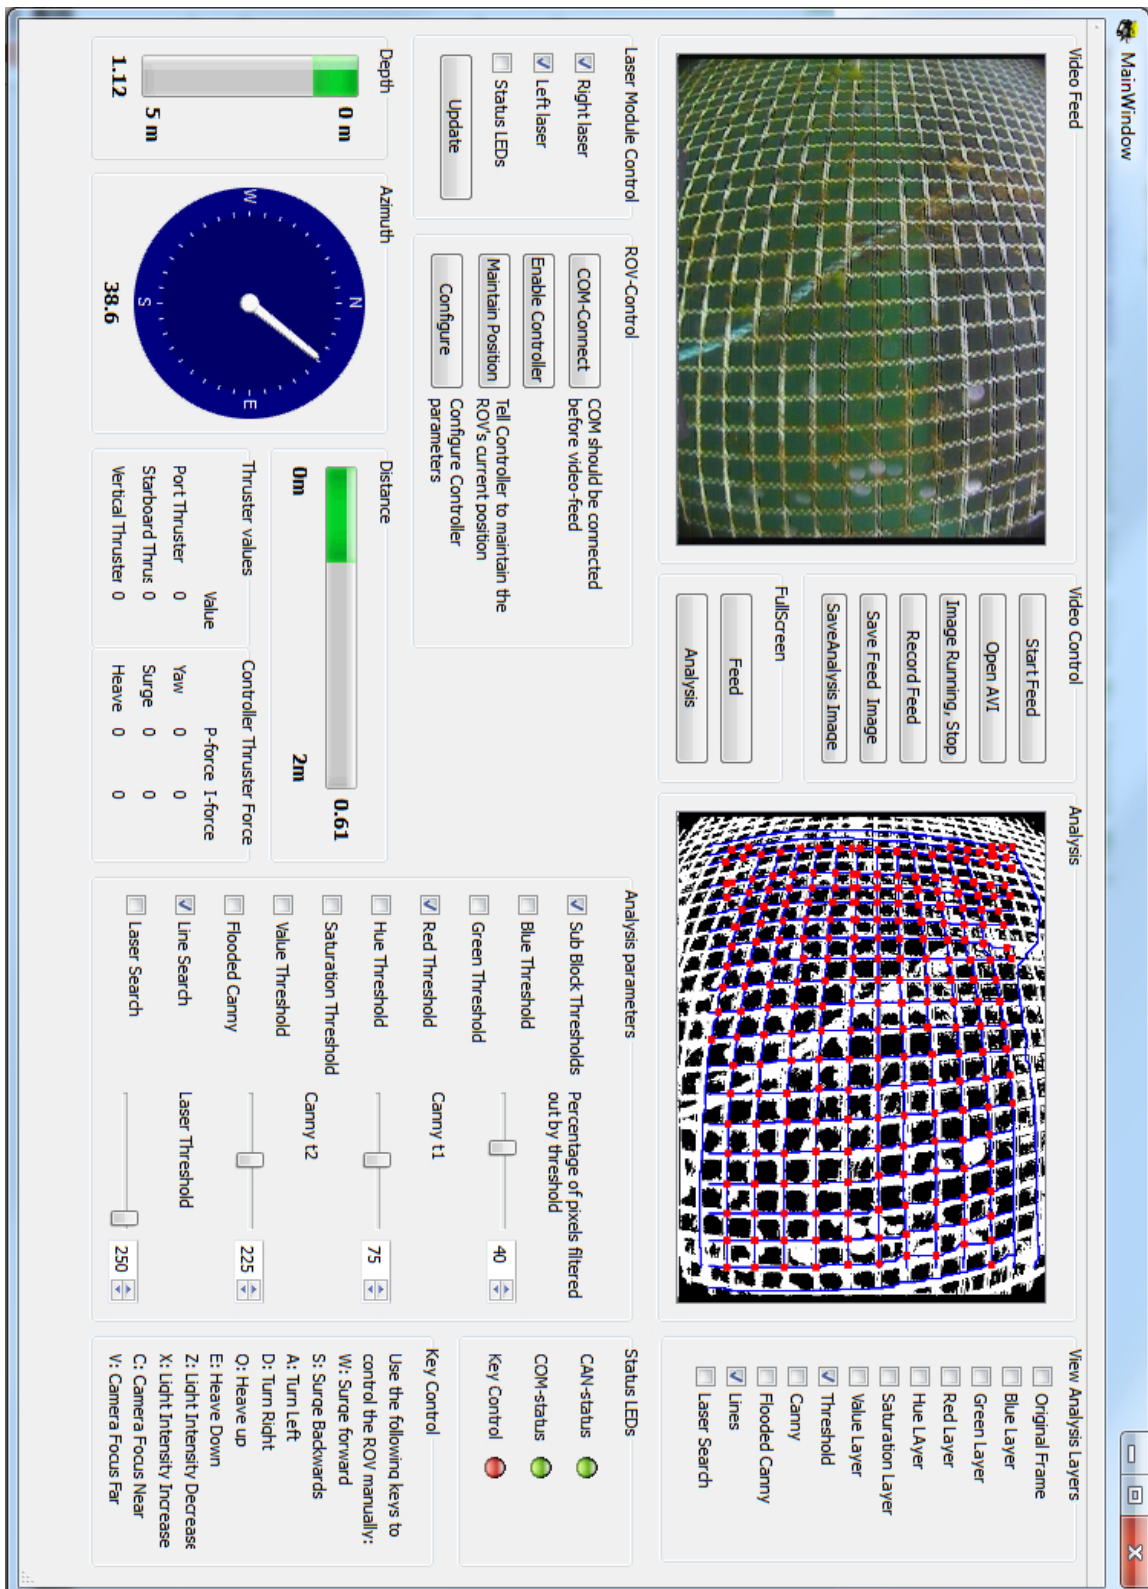 MainWindow
Video Feed
Video Control
Start Feed
Open AVI
Image Running, Stop
Record Feed
Save Feed Image
SaveAnalysis Image
FullScreen
Feed
Analysis
Analysis
View Analysis Layers
Original Frame
Blue Layer
Green Layer
Red Layer
Hue LAyer
Saturation Layer
Value Layer
Threshold
Canny
Flooded Canny
Lines
Laser Search
Laser Module Control
Right laser
Left laser
Status LEDs
Update
ROV-Control
COM-Connect
COM should be connected
before video-feed
Enable Controller
Maintain Position
Tell Controller to maintain the
ROV's current position
Configure
Configure Controller
parameters
Analysis parameters
Sub Block Thresholds
Blue Threshold
Green Threshold
Red Threshold
Hue Threshold
Saturation Threshold
Value Threshold
Flooded Canny
Line Search
Laser Search
Percentage of pixels filtered
out by threshold
40
Canny t1
75
Canny t2
225
Laser Threshold
250
Status LEDs
CAN-status
COM-status
Key Control
Depth
0 m
5 m
1.12
Azimuth
N
W
E
S
38.6
Distance
0.61
0m
2m
Thruster values
Value
Port Thruster 0
Starboard Thrus 0
Vertical Thruster 0
Controller Thruster Force
P-force I-force
Yaw 0 0
Surge 0 0
Heave 0 0
Key Control
Use the following keys to
control the ROV manually:
W: Surge forward
S: Surge Backwards
A: Turn Left
D: Turn Right
Q: Heave up
E: Heave Down
Z: Light Intensity Decrease
X: Light Intensity Increase
C: Camera Focus Near
V: Camera Focus Far